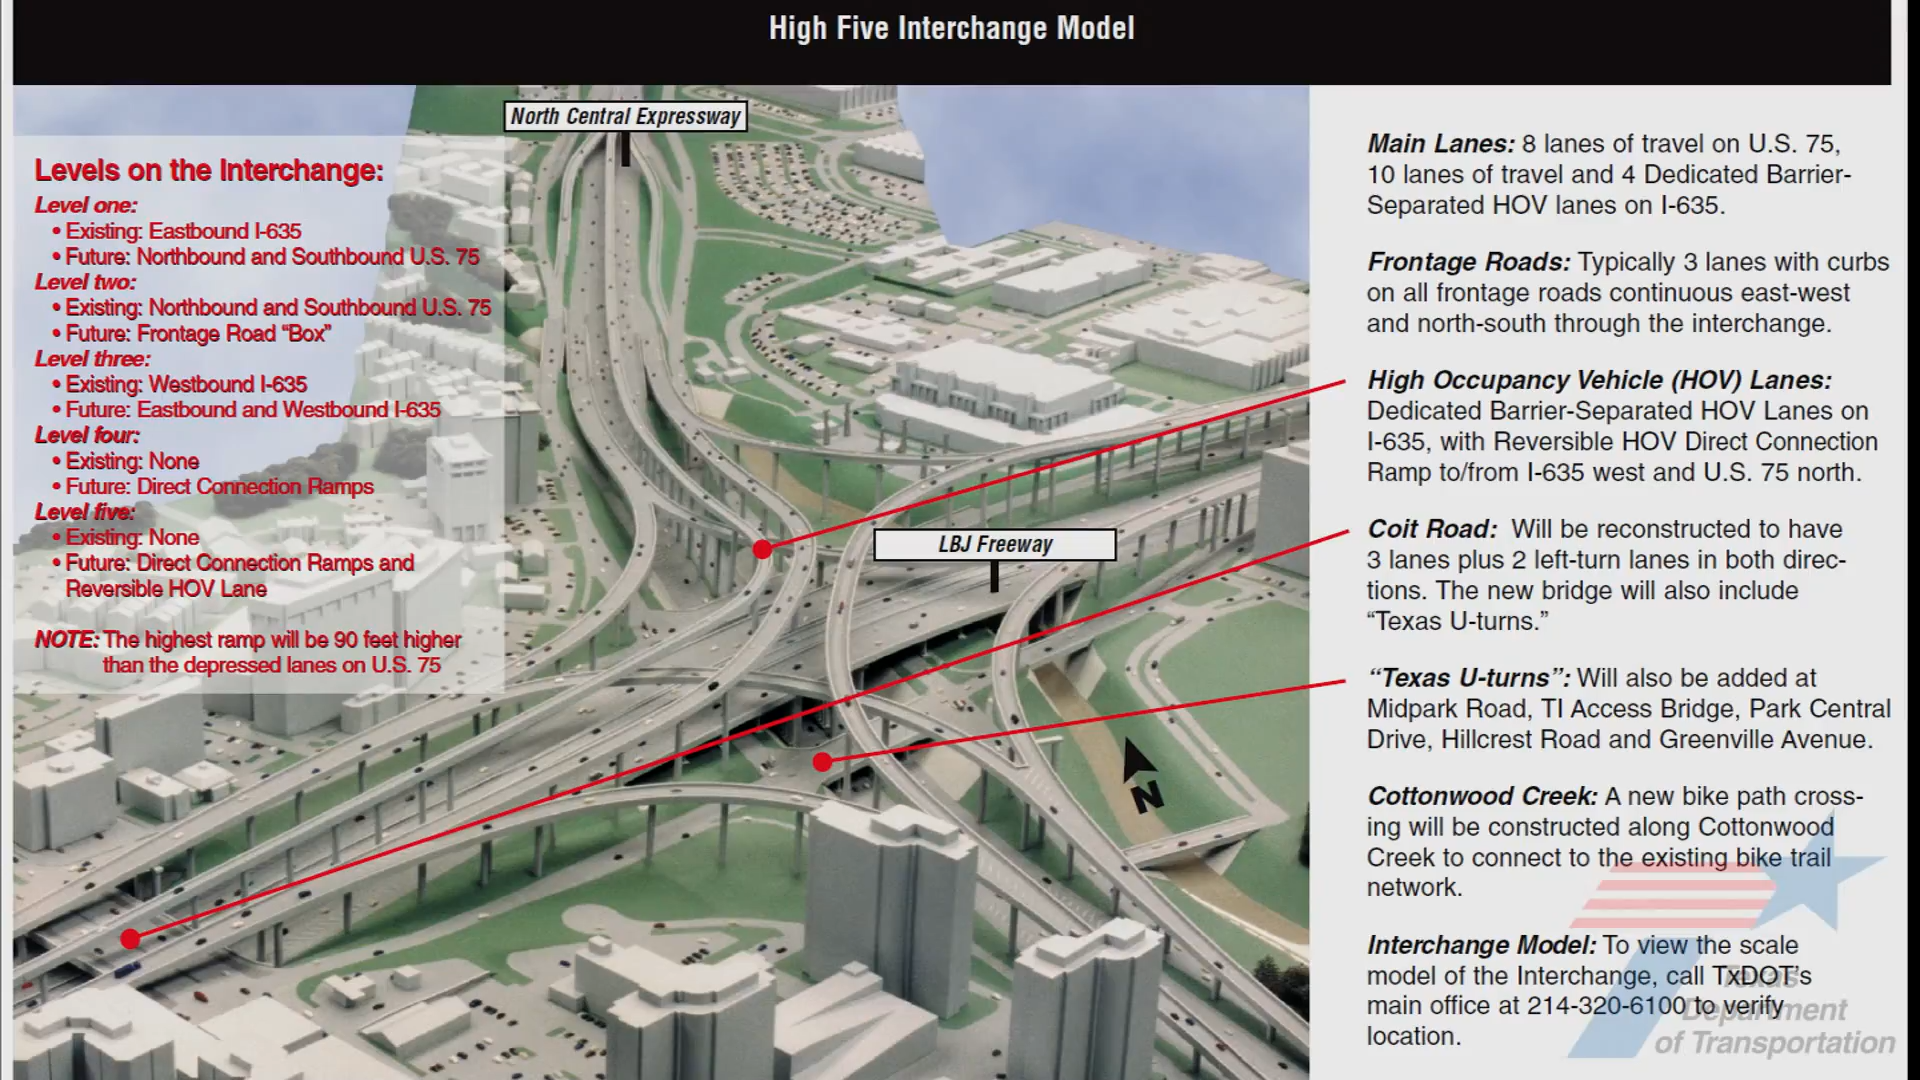 High Five Interchange Model
North Central Expressway
Levels on the Interchange:
Level one:
• Existing: Eastbound I-635
• Future: Northbound and Southbound U.S. 75
Level two:
• Existing: Northbound and Southbound U.S. 75
• Future: Frontage Road “Box”
Level three:
• Existing: Westbound I-635
• Future: Eastbound and Westbound I-635
Level four:
• Existing: None
• Future: Direct Connection Ramps
Level five:
• Existing: None
• Future: Direct Connection Ramps and
Reversible HOV Lane
NOTE: The highest ramp will be 90 feet higher
than the depressed lanes on U.S. 75
LBJ Freeway
N
Main Lanes: 8 lanes of travel on U.S. 75,
10 lanes of travel and 4 Dedicated Barrier-
Separated HOV lanes on I-635.
Frontage Roads: Typically 3 lanes with curbs
on all frontage roads continuous east-west
and north-south through the interchange.
High Occupancy Vehicle (HOV) Lanes:
Dedicated Barrier-Separated HOV Lanes on
I-635, with Reversible HOV Direct Connection
Ramp to/from I-635 west and U.S. 75 north.
Coit Road: Will be reconstructed to have
3 lanes plus 2 left-turn lanes in both direc-
tions. The new bridge will also include
“Texas U-turns.”
“Texas U-turns”: Will also be added at
Midpark Road, TI Access Bridge, Park Central
Drive, Hillcrest Road and Greenville Avenue.
Cottonwood Creek: A new bike path cross-
ing will be constructed along Cottonwood
Creek to connect to the existing bike trail
network.
Interchange Model: To view the scale
model of the Interchange, call TxDOT’s
main office at 214-320-6100 to verify
location.
Texas
Department
of Transportation